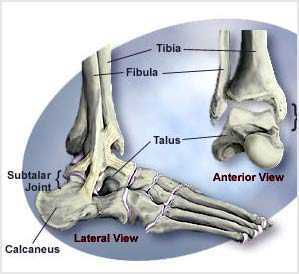 Tibia
Fibula
Talus
Subtalar
Joint
Anterior View
Calcaneus
Lateral View